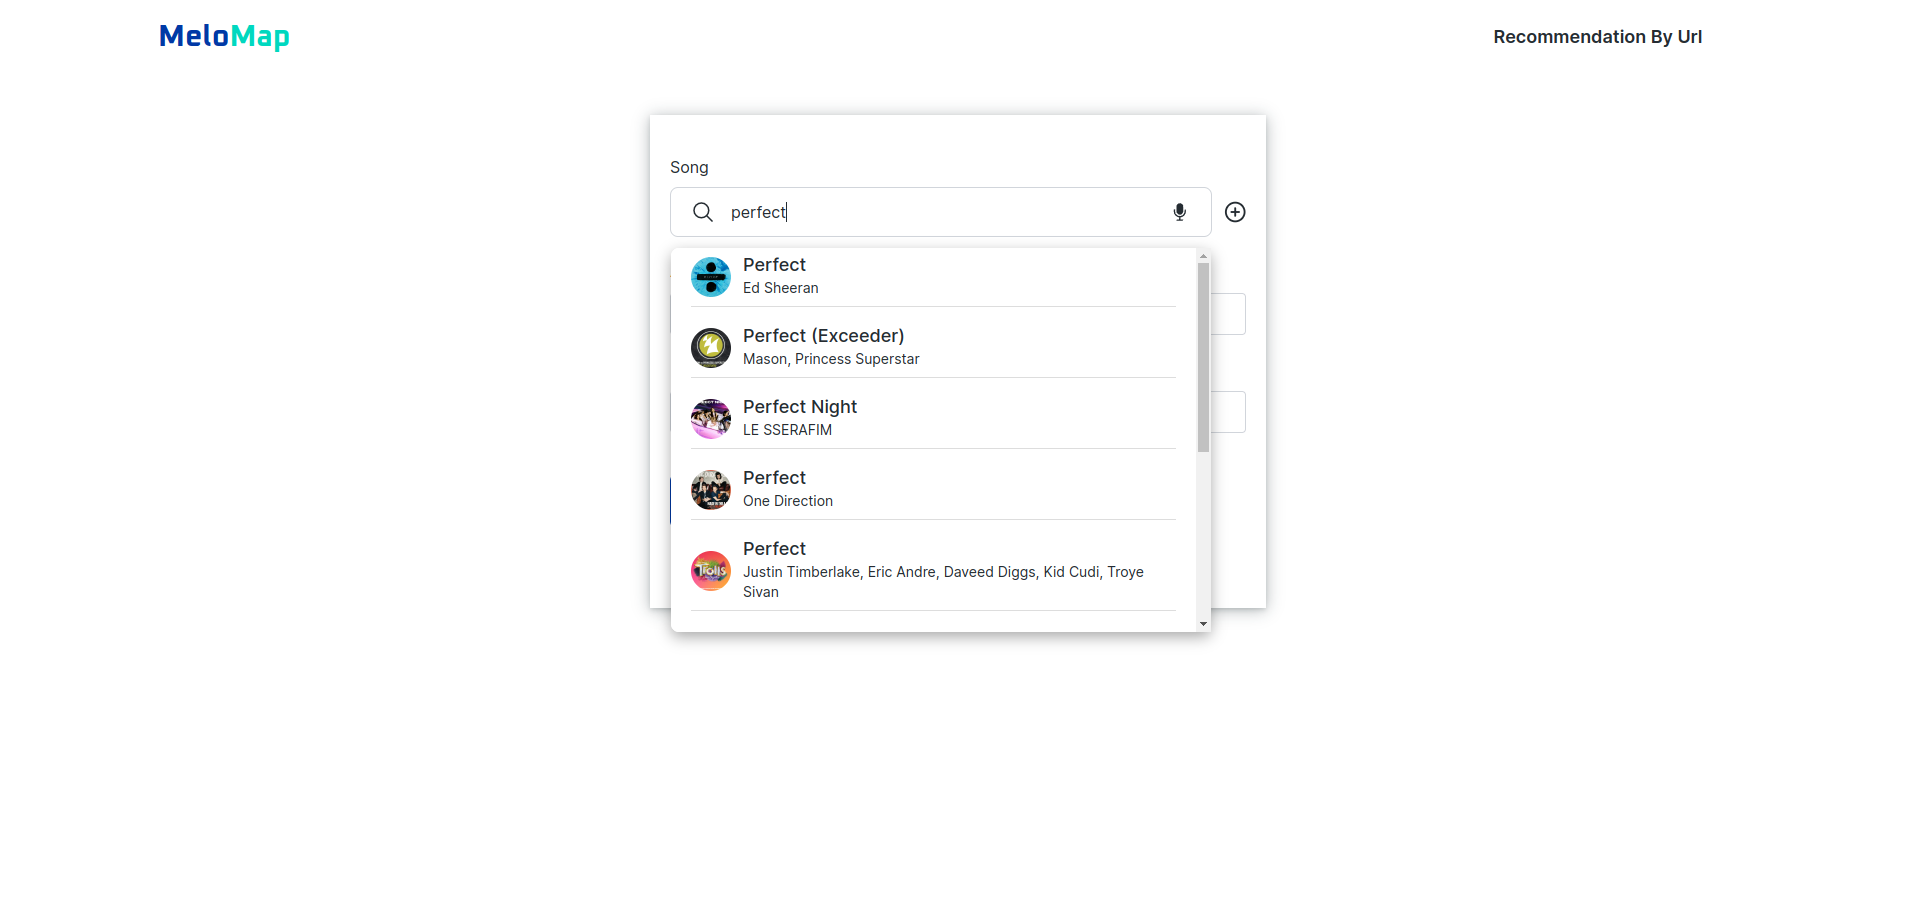 MeloMap
Recommendation By Url
Song
perfect
Perfect
Ed Sheeran
Perfect (Exceeder)
Mason, Princess Superstar
Perfect Night
LE SSERAFIM
Perfect
One Direction
Perfect
Justin Timberlake, Eric Andre, Daveed Diggs, Kid Cudi, Troye
Sivan
Trolls